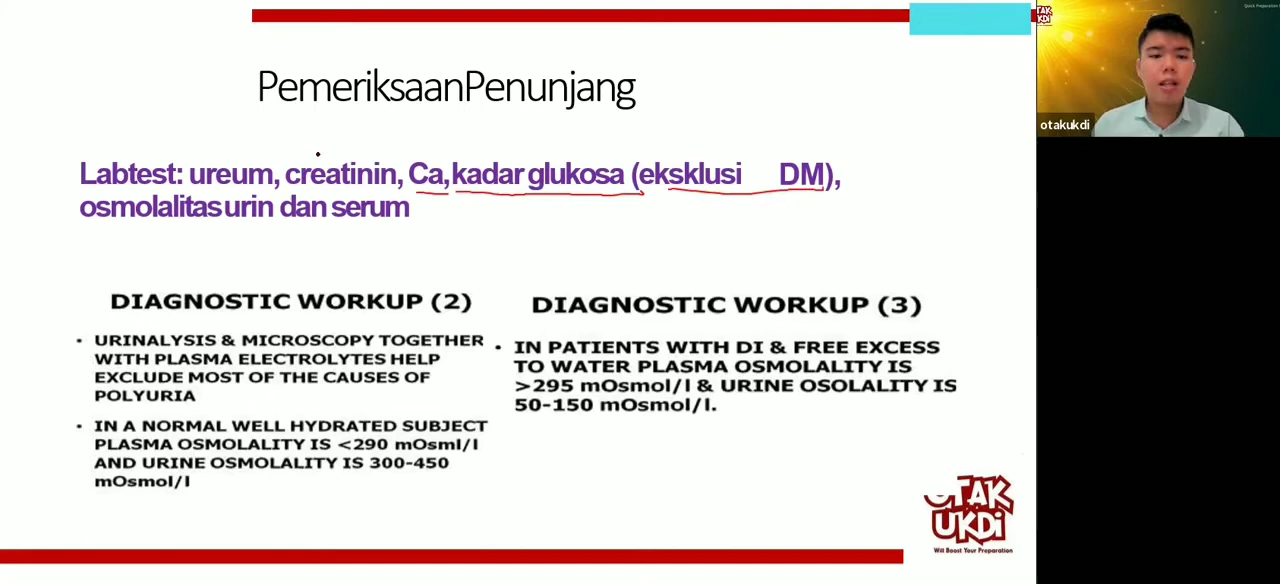 PemeriksaanPenunjang
Labtest: ureum, creatinin, Ca, kadar glukosa (eksklusi DM),
osmolalitas urin dan serum
DIAGNOSTIC WORKUP (2)
• URINALYSIS & MICROSCOPY TOGETHER
WITH PLASMA ELECTROLYTES HELP
EXCLUDE MOST OF THE CAUSES OF
POLYURIA
• IN A NORMAL WELL HYDRATED SUBJECT
PLASMA OSMOLALITY IS <290 mOsml/l
AND URINE OSMOLALITY IS 300-450
mOsmol/l
DIAGNOSTIC WORKUP (3)
• IN PATIENTS WITH DI & FREE EXCESS
TO WATER PLASMA OSMOLALITY IS
>295 mOsmol/l & URINE OSOLALITY IS
50-150 mOsmol/l.
OTAK
UKDi
Will Boost Your Preparation
TAK
UKDi
otakukdi